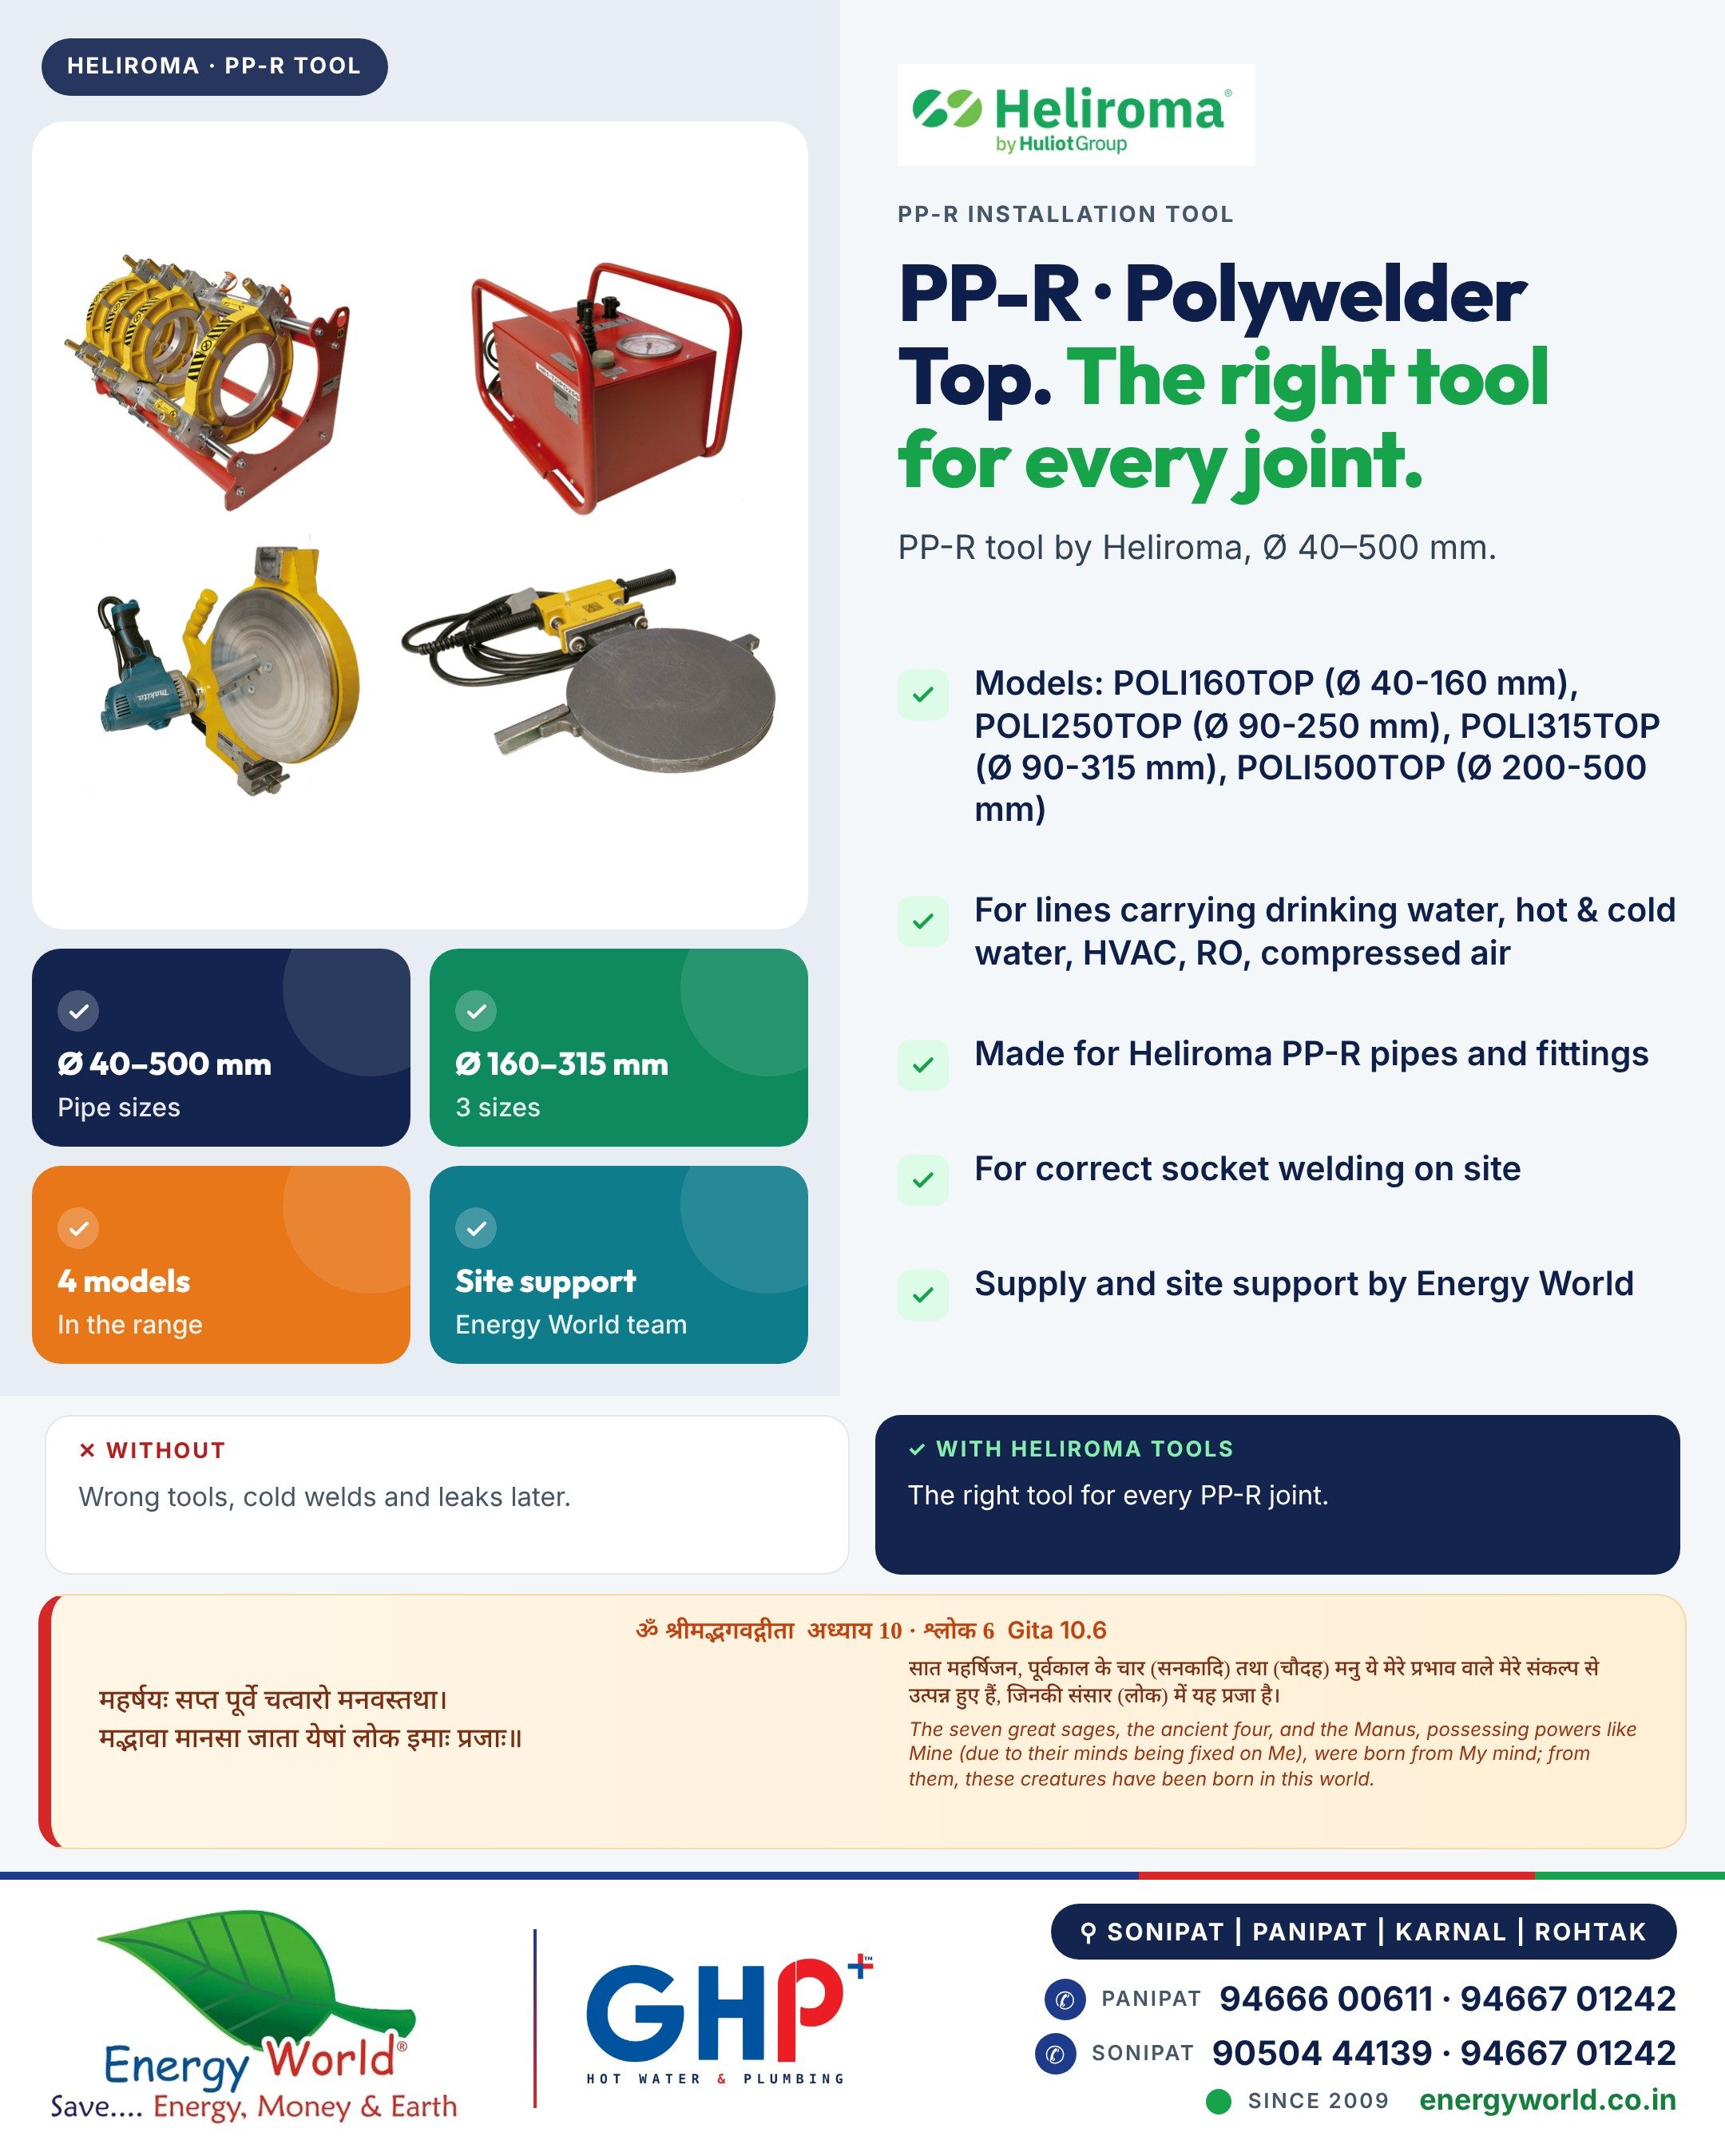 HELIROMA · PP-R TOOL
Heliroma®
by HuliotGroup
PP-R INSTALLATION TOOL
PP-R · Polywelder
Top. The right tool
for every joint.
PP-R tool by Heliroma, Ø 40–500 mm.
Models: POLI160TOP (Ø 40-160 mm),
POLI250TOP (Ø 90-250 mm), POLI315TOP
(Ø 90-315 mm), POLI500TOP (Ø 200-500
mm)
For lines carrying drinking water, hot & cold
water, HVAC, RO, compressed air
Made for Heliroma PP-R pipes and fittings
For correct socket welding on site
Supply and site support by Energy World
makita
Ø 40–500 mm
Pipe sizes
Ø 160–315 mm
3 sizes
4 models
In the range
Site support
Energy World team
× WITHOUT
Wrong tools, cold welds and leaks later.
✓ WITH HELIROMA TOOLS
The right tool for every PP-R joint.
ॐ श्रीमद्भगवद्गीता अध्याय 10 · श्लोक 6 Gita 10.6
महर्षयः सप्त पूर्वे चत्वारो मनवस्तथा।
मद्भावा मानसा जाता येषां लोक इमाः प्रजाः॥
सात महर्षिजन, पूर्वकाल के चार (सनकादि) तथा (चौदह) मनु ये मेरे प्रभाव वाले मेरे संकल्प से
उत्पन्न हुए हैं, जिनकी संसार (लोक) में यह प्रजा है।
The seven great sages, the ancient four, and the Manus, possessing powers like
Mine (due to their minds being fixed on Me), were born from My mind; from
them, these creatures have been born in this world.
Energy World®
Save.... Energy, Money & Earth
GHP+™
HOT WATER & PLUMBING
SONIPAT | PANIPAT | KARNAL | ROHTAK
PANIPAT 94666 00611 · 94667 01242
SONIPAT 90504 44139 · 94667 01242
SINCE 2009 energyworld.co.in